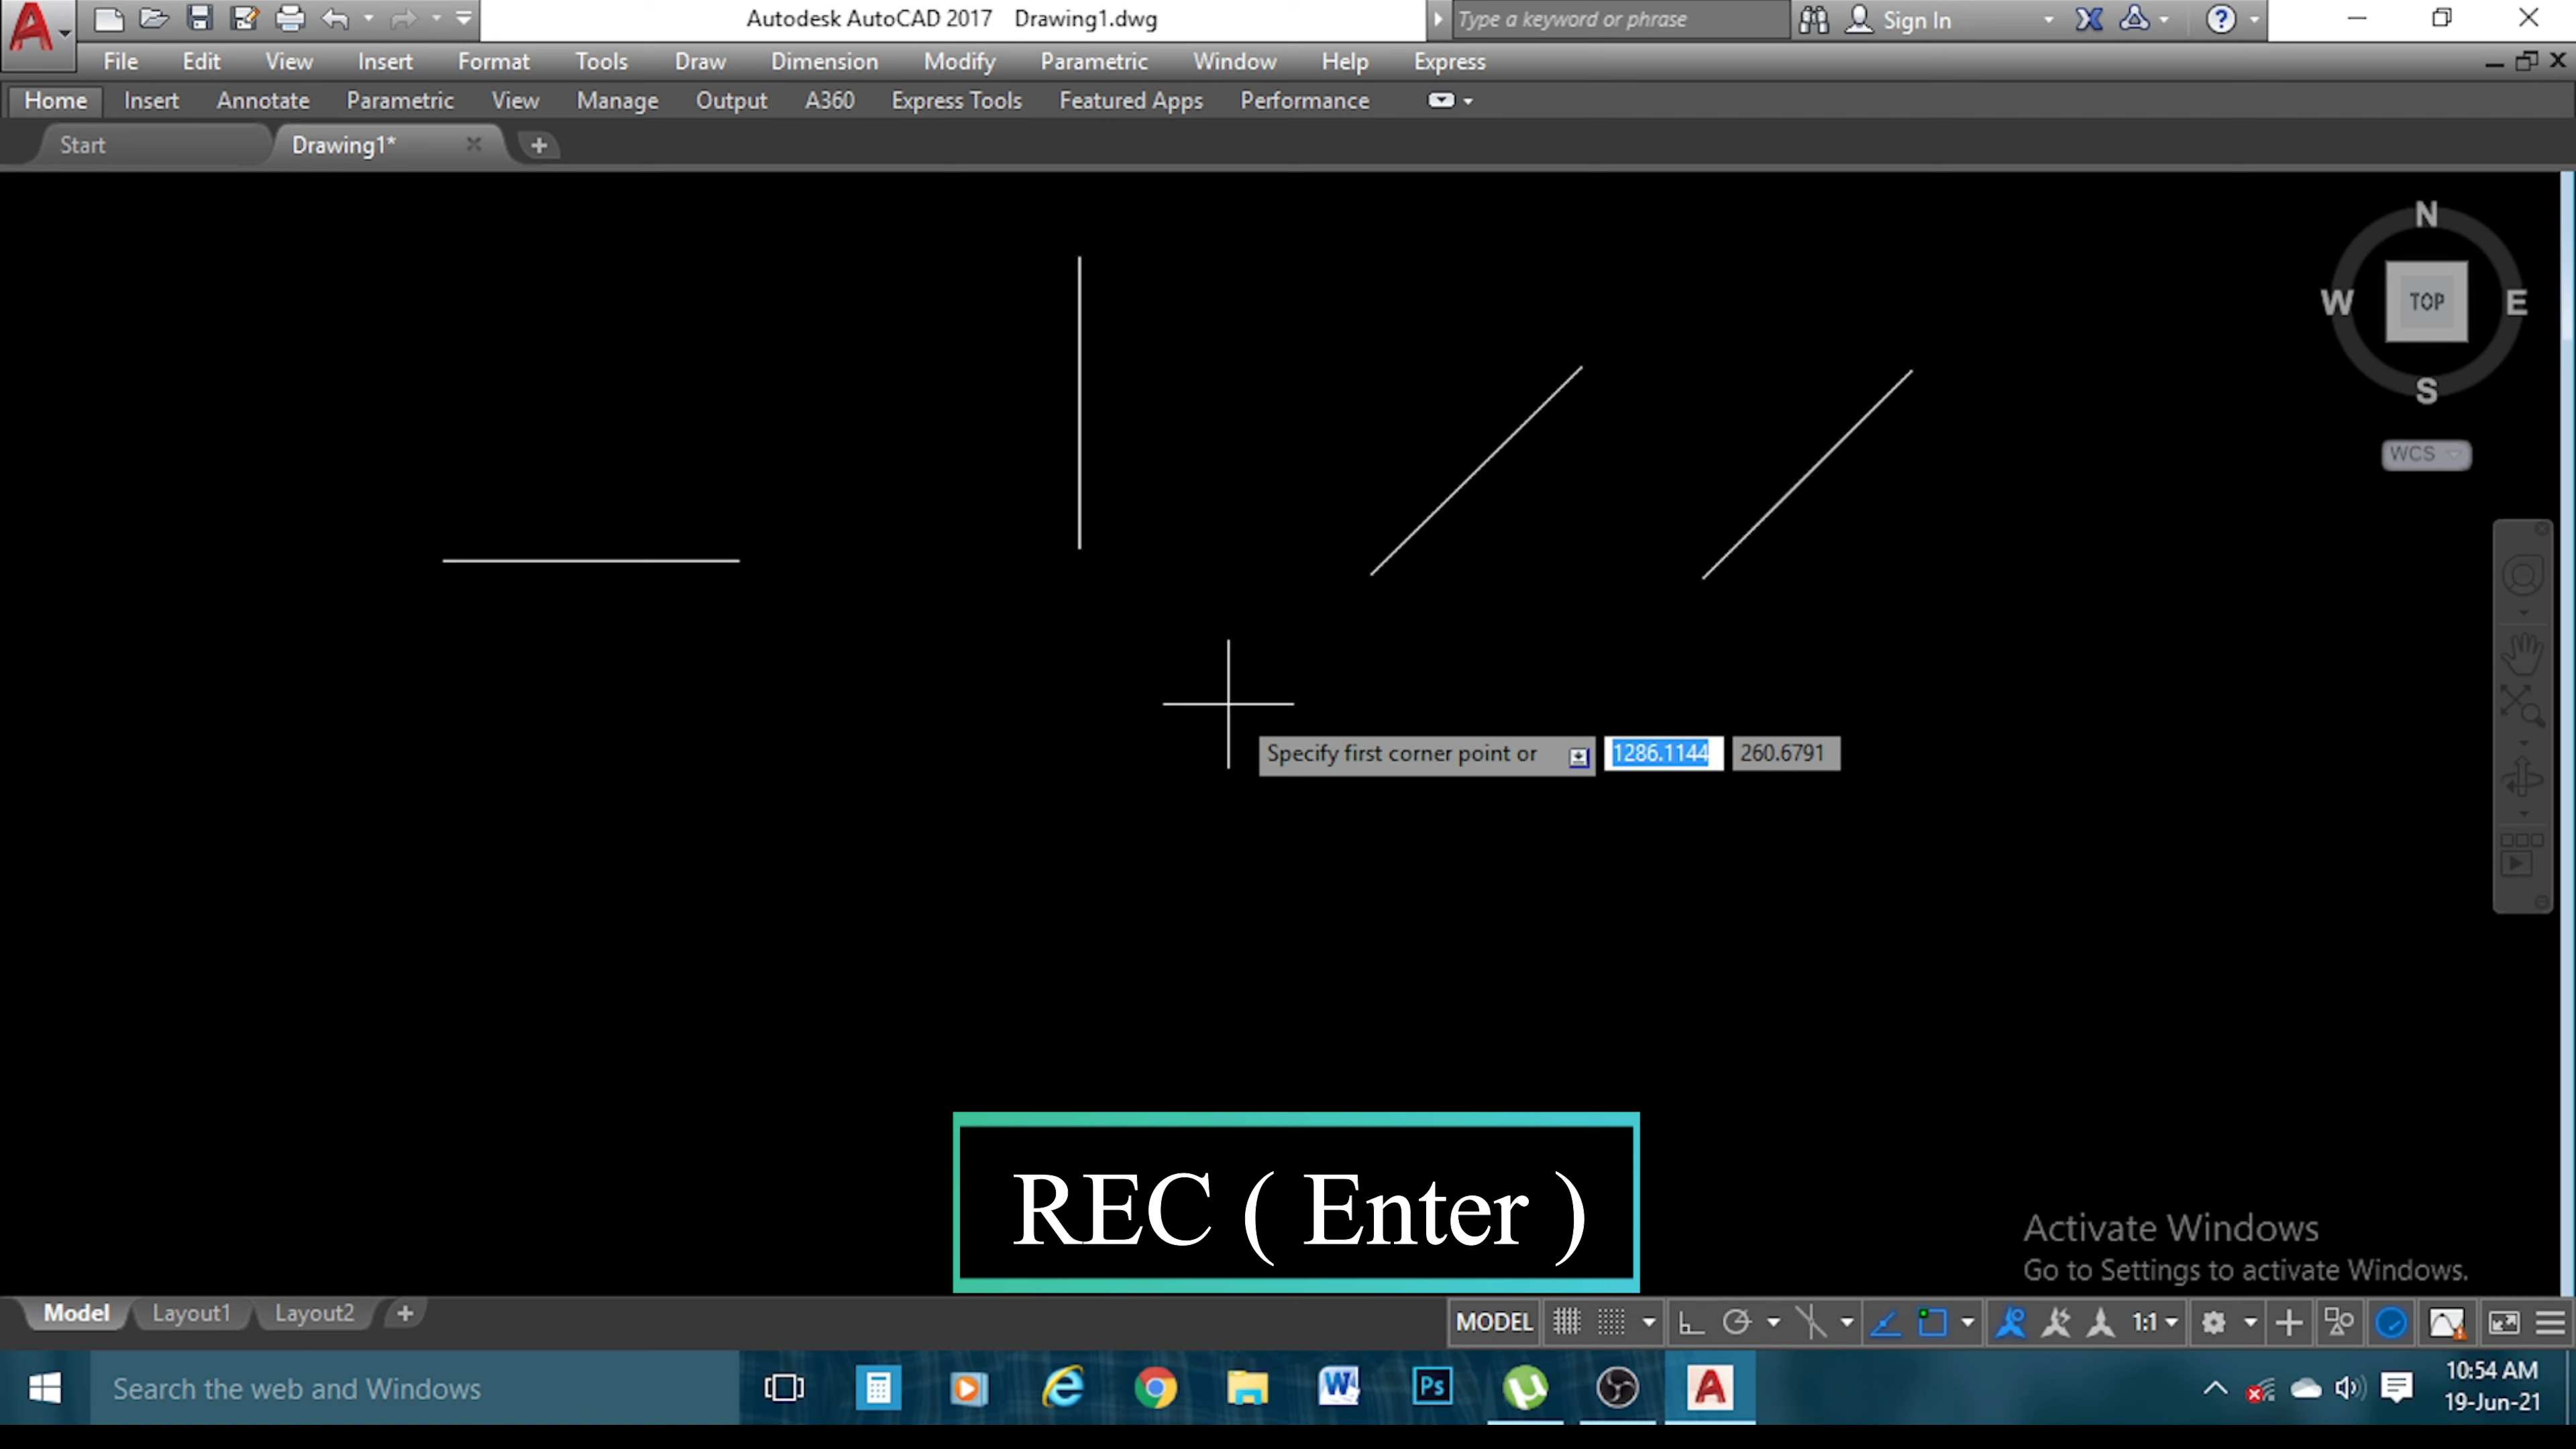 Autodesk AutoCAD 2017 Drawing1.dwg
Type a keyword or phrase
Sign In
File Edit View Insert Format Tools Draw Dimension Modify Parametric Window Help Express
Home Insert Annotate Parametric View Manage Output A360 Express Tools Featured Apps Performance
Start Drawing1*
N
W TOP E
S
WCS
Specify first corner point or 1286.1144 260.6791
REC ( Enter )
Activate Windows
Go to Settings to activate Windows.
Model Layout1 Layout2
MODEL 1:1
Search the web and Windows
W
Ps
10:54 AM
19-Jun-21